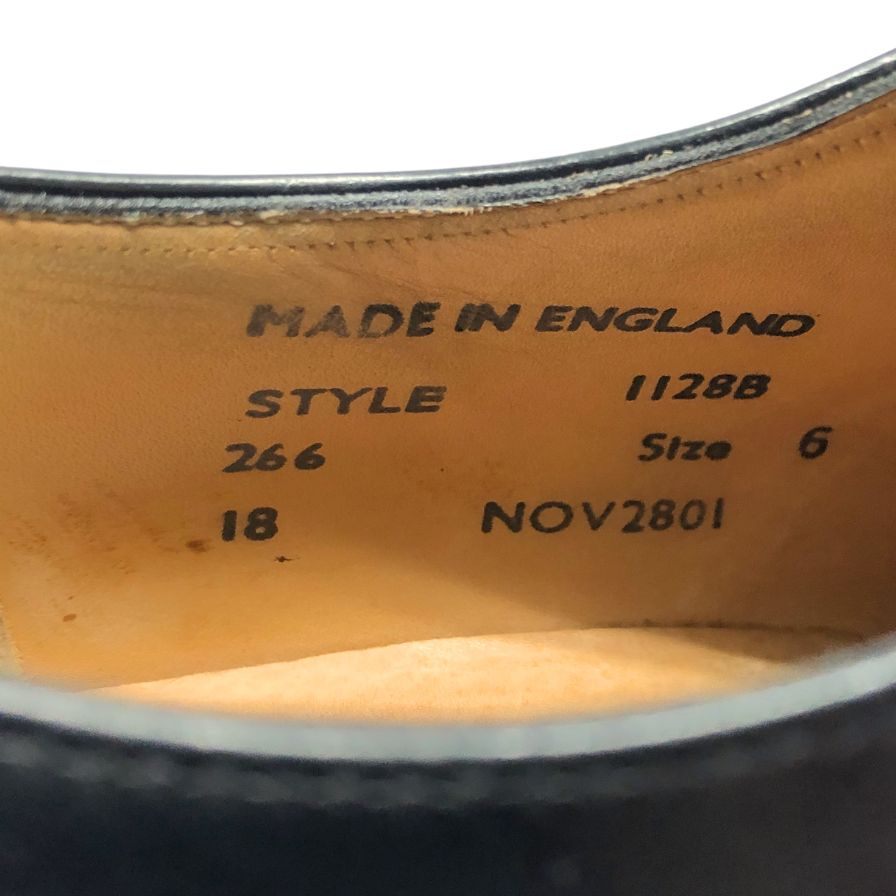 MADE IN ENGLAND
STYLE 1128B
266 Size 6
18 NOV2801